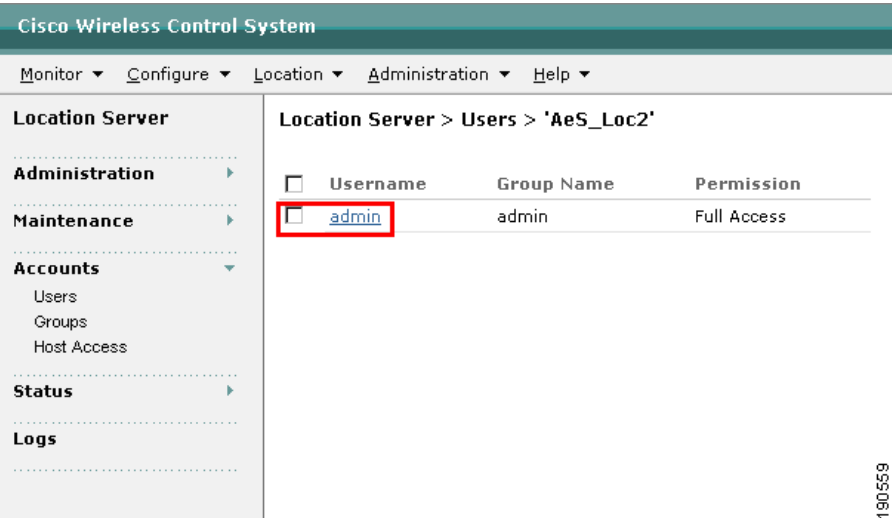 Cisco Wireless Control System
Monitor Configure Location Administration Help
Location Server
Administration
Maintenance
Accounts
Users
Groups
Host Access
Status
Logs
Location Server > Users > 'AeS_Loc2'
Username Group Name Permission
admin admin Full Access
190559